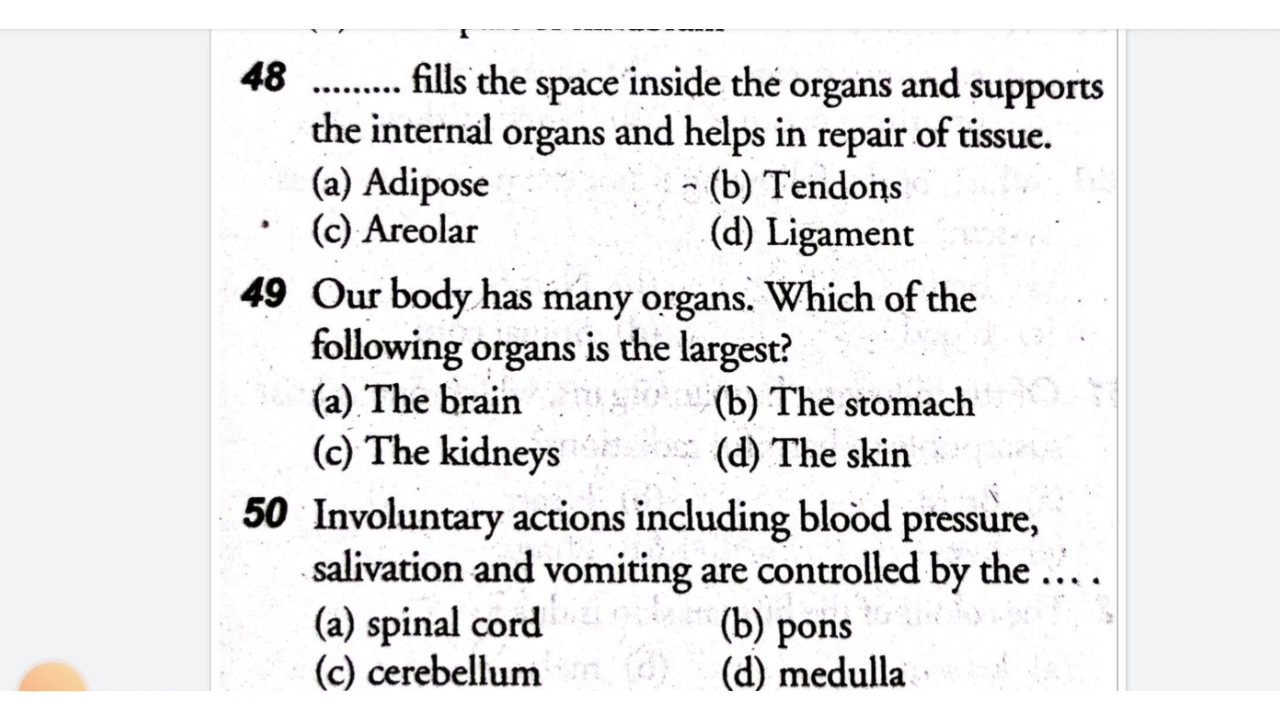 48 ......... fills the space inside the organs and supports
the internal organs and helps in repair of tissue.
(a) Adipose (b) Tendons
(c) Areolar (d) Ligament
49 Our body has many organs. Which of the
following organs is the largest?
(a) The brain (b) The stomach
(c) The kidneys (d) The skin
50 Involuntary actions including blood pressure,
salivation and vomiting are controlled by the ....
(a) spinal cord (b) pons
(c) cerebellum (d) medulla